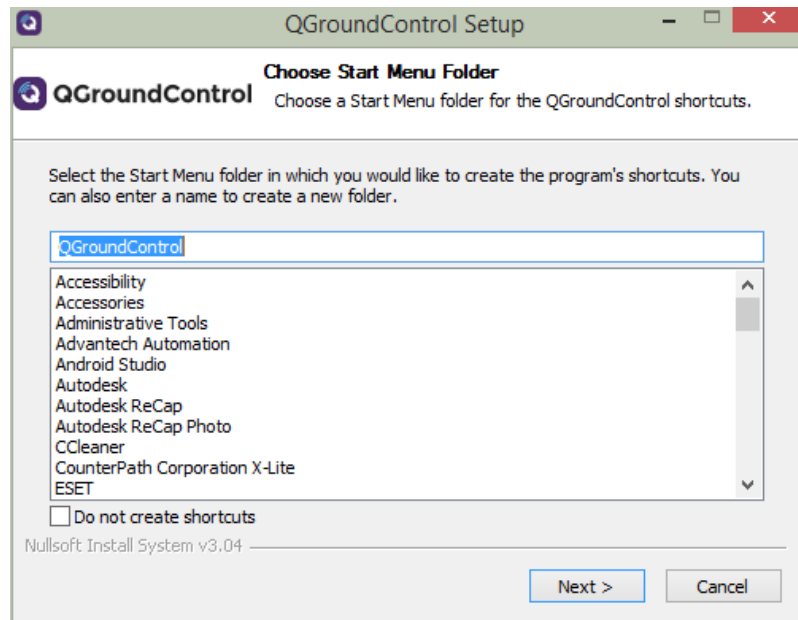 QGroundControl Setup
QGroundControl
Choose Start Menu Folder
Choose a Start Menu folder for the QGroundControl shortcuts.
Select the Start Menu folder in which you would like to create the program's shortcuts. You
can also enter a name to create a new folder.
QGroundControl
Accessibility
Accessories
Administrative Tools
Advantech Automation
Android Studio
Autodesk
Autodesk ReCap
Autodesk ReCap Photo
CCleaner
CounterPath Corporation X-Lite
ESET
Do not create shortcuts
Nullsoft Install System v3.04
Next >
Cancel